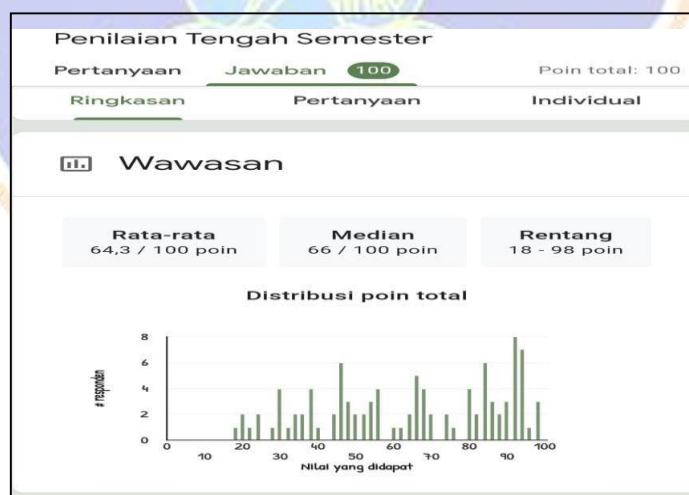 Penilaian Tengah Semester
Pertanyaan Jawaban 100 Poin total: 100
Ringkasan Pertanyaan Individual
Wawasan
Rata-rata Median Rentang
64,3 / 100 poin 66 / 100 poin 18 - 98 poin
Distribusi poin total
8
6
4
2
0
# responden
0 20 40 60 80 100
10 30 50 70 90
Nilai yang didapat